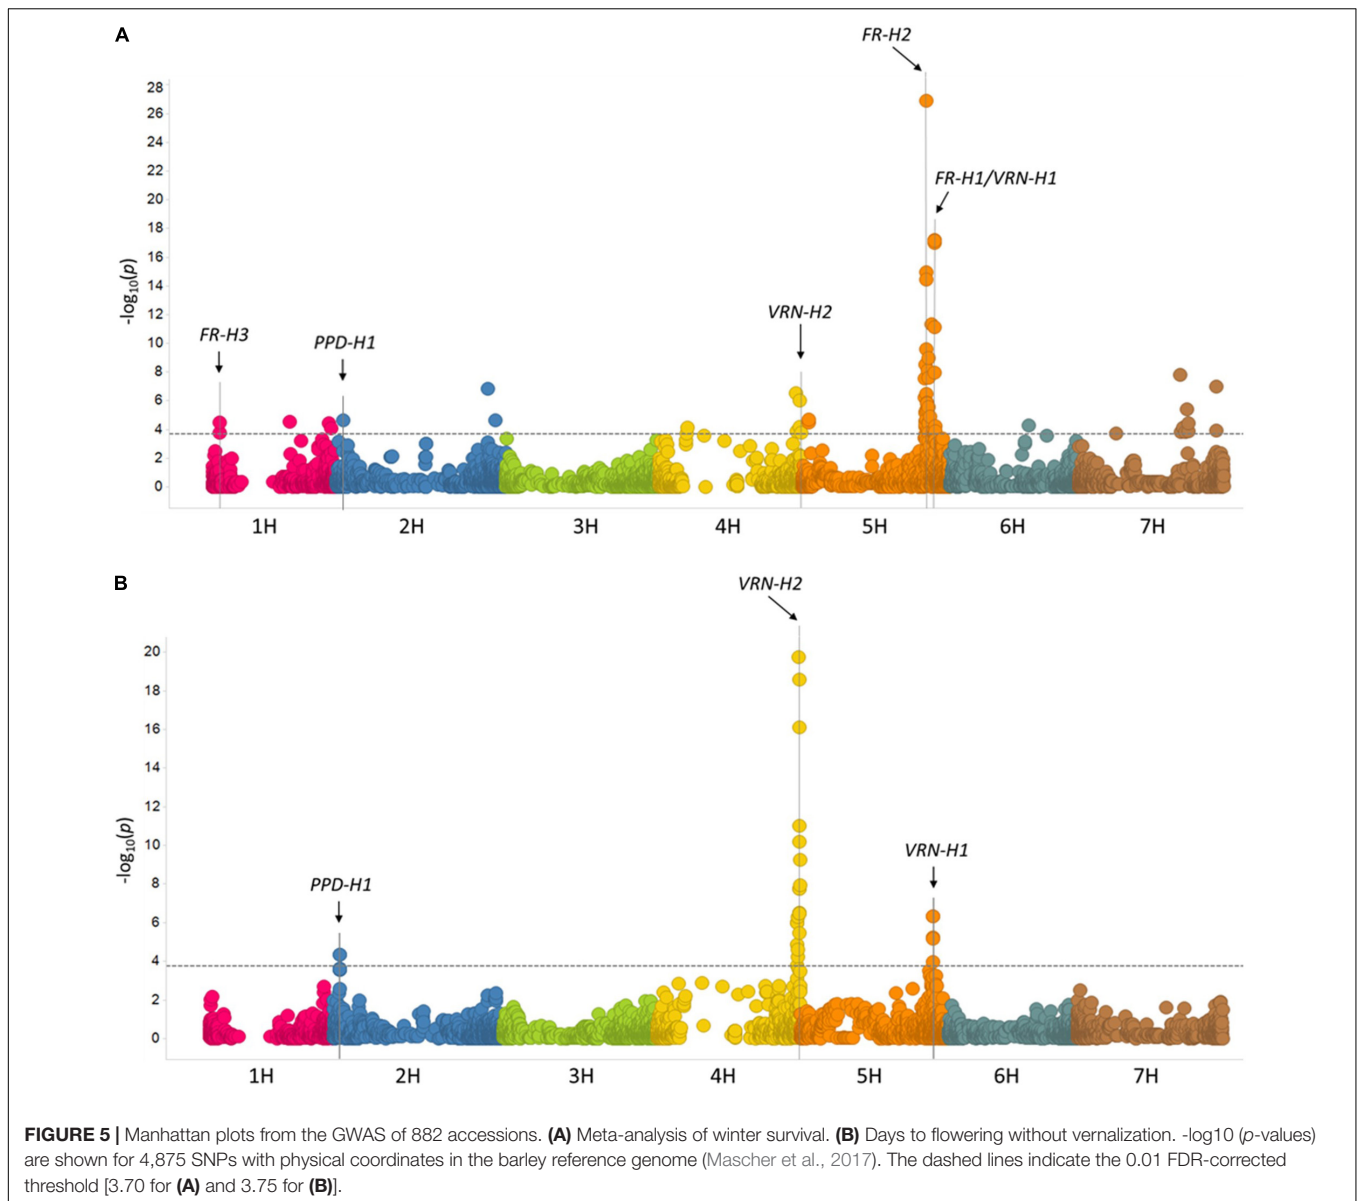 A
FR-H2
FR-H1/VRN-H1
VRN-H2
FR-H3
PPD-H1
-log10(p)
28
26
24
22
20
18
16
14
12
10
8
6
4
2
0
1H 2H 3H 4H 5H 6H 7H
B
VRN-H2
VRN-H1
PPD-H1
-log10(p)
20
18
16
14
12
10
8
6
4
2
0
1H 2H 3H 4H 5H 6H 7H
FIGURE 5 | Manhattan plots from the GWAS of 882 accessions. (A) Meta-analysis of winter survival. (B) Days to flowering without vernalization. -log10 (p-values)
are shown for 4,875 SNPs with physical coordinates in the barley reference genome (Mascher et al., 2017). The dashed lines indicate the 0.01 FDR-corrected
threshold [3.70 for (A) and 3.75 for (B)].